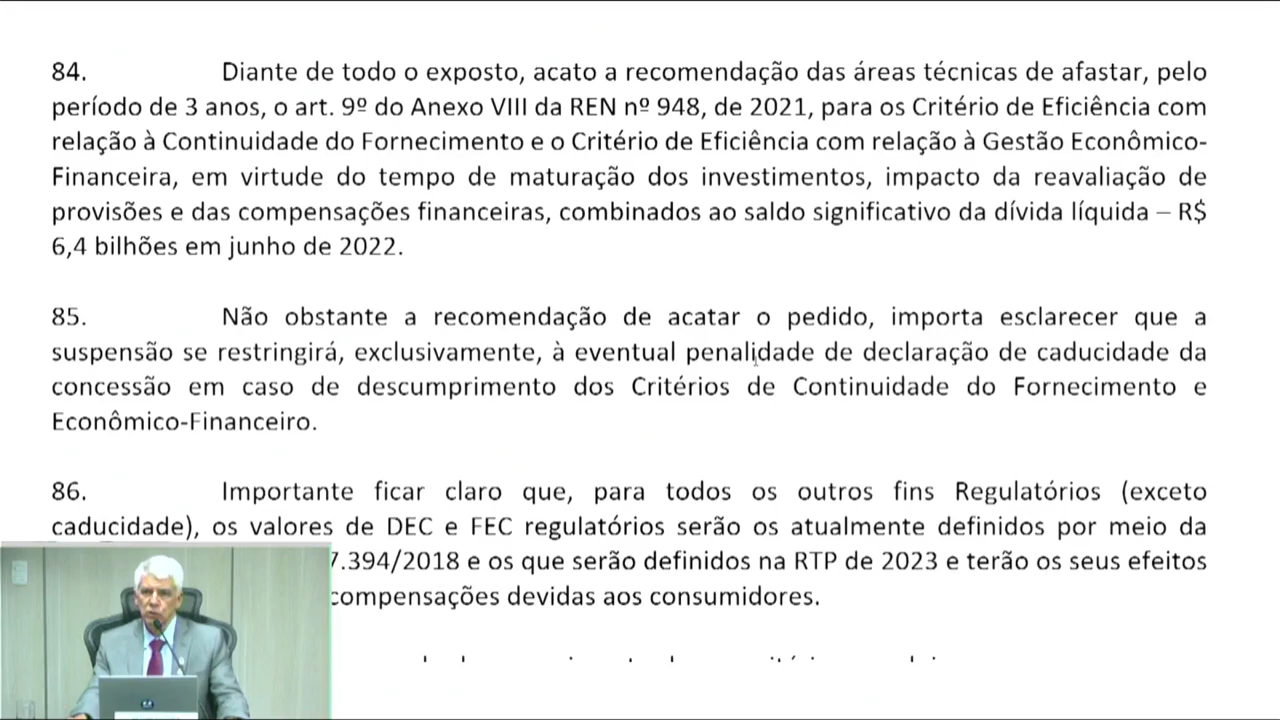 84. Diante de todo o exposto, acato a recomendação das áreas técnicas de afastar, pelo
período de 3 anos, o art. 9º do Anexo VIII da REN nº 948, de 2021, para os Critério de Eficiência com
relação à Continuidade do Fornecimento e o Critério de Eficiência com relação à Gestão Econômico-
Financeira, em virtude do tempo de maturação dos investimentos, impacto da reavaliação de
provisões e das compensações financeiras, combinados ao saldo significativo da dívida líquida – R$
6,4 bilhões em junho de 2022.
85. Não obstante a recomendação de acatar o pedido, importa esclarecer que a
suspensão se restringirá, exclusivamente, à eventual penalidade de declaração de caducidade da
concessão em caso de descumprimento dos Critérios de Continuidade do Fornecimento e
Econômico-Financeiro.
86. Importante ficar claro que, para todos os outros fins Regulatórios (exceto
caducidade), os valores de DEC e FEC regulatórios serão os atualmente definidos por meio da
7.394/2018 e os que serão definidos na RTP de 2023 e terão os seus efeitos
compensações devidas aos consumidores.